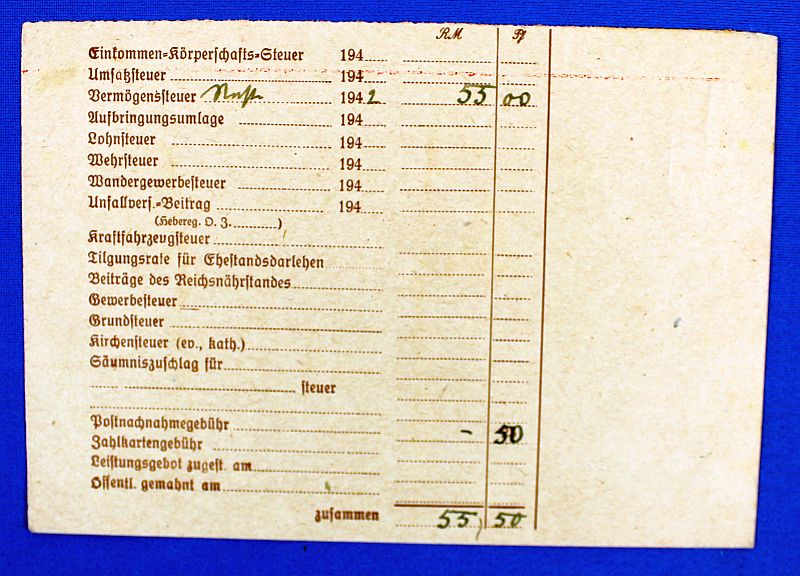 RM Pf
Einkommen=Körperschafts=Steuer 194
Umsatzsteuer 194
Vermögenssteuer Rest 1942 55 00
Aufbringungsumlage 194
Lohnsteuer 194
Wehrsteuer 194
Wandergewerbesteuer 194
Unfallvers.=Beitrag 194
(Hebereg. O. Z. )
Kraftfahrzeugsteuer
Tilgungsrate für Ehestandsdarlehen
Beiträge des Reichsnährstandes
Gewerbesteuer
Grundsteuer
Kirchensteuer (ev., kath.)
Säumniszuschlag für
steuer
Postnachnahmegebühr - 50
Zahlkartengebühr
Leistungsgebot zugest. am
Öffentl. gemahnt am
zusammen 55, 50